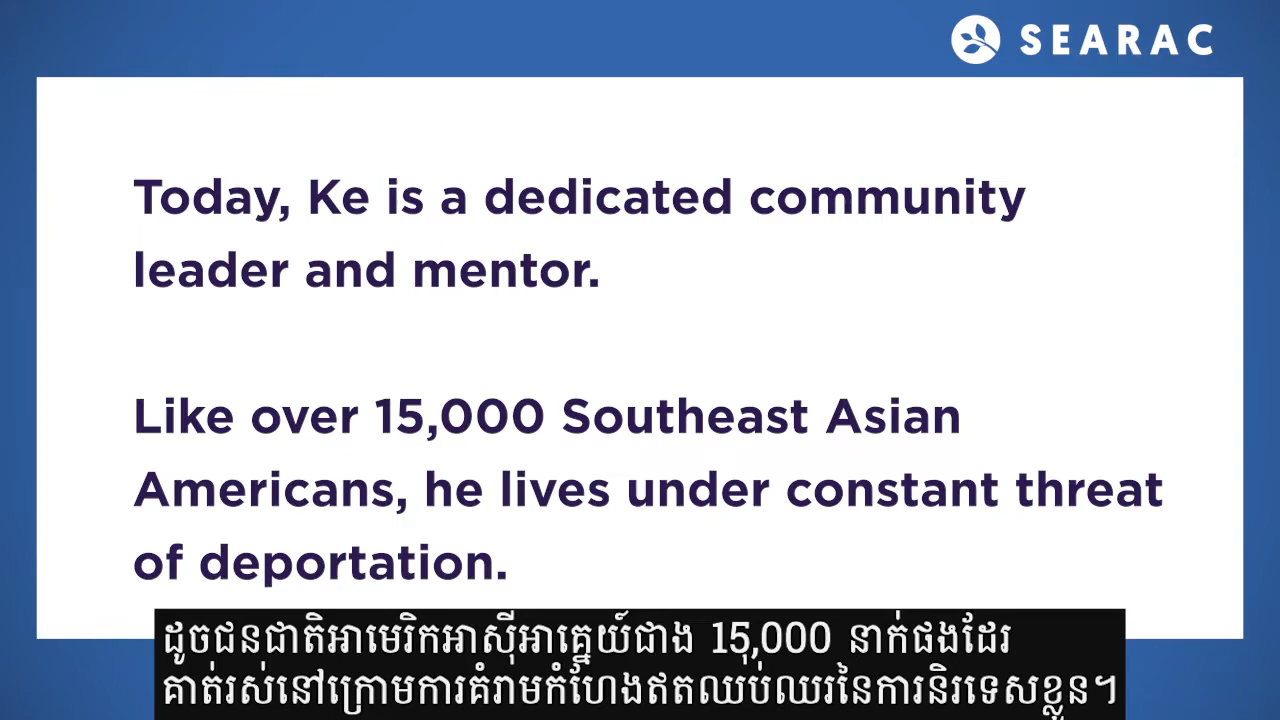 SEARAC
Today, Ke is a dedicated community
leader and mentor.
Like over 15,000 Southeast Asian
Americans, he lives under constant threat
of deportation.
ដូចជនជាតិអាមេរិកអាស៊ីអាគ្នេយ៍ជាង 15,000 នាក់ផងដែរ
គាត់រស់នៅក្រោមការគំរាមកំហែងឥតឈប់ឈរនៃការនិរទេសខ្លួន។